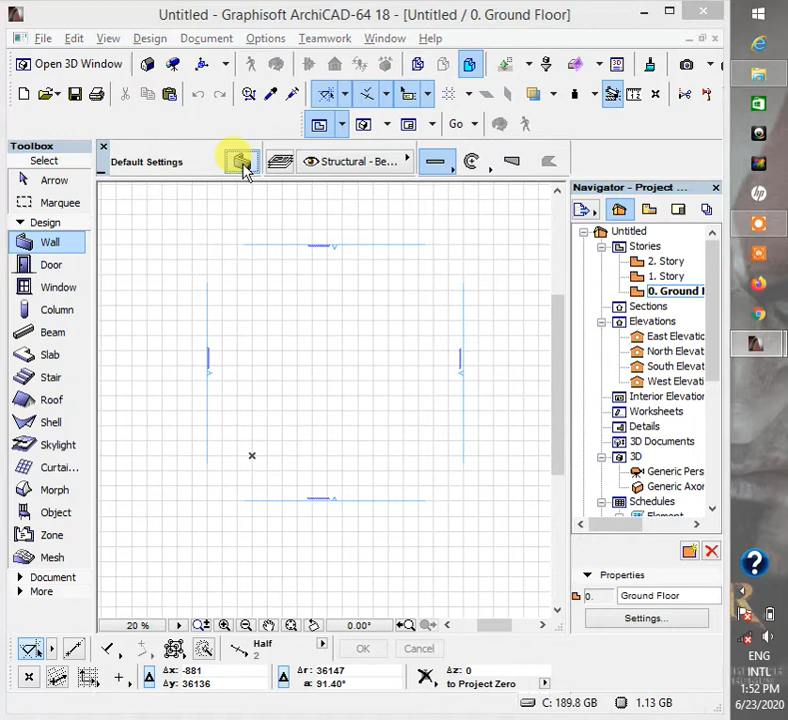 Untitled - Graphisoft ArchiCAD-64 18 - [Untitled / 0. Ground Floor]
File Edit View Design Document Options Teamwork Window Help
Open 3D Window
Go
Toolbox
Select
Arrow
Marquee
Design
Wall
Door
Window
Column
Beam
Slab
Stair
Roof
Shell
Skylight
Curtai...
Morph
Object
Zone
Mesh
Document
More
Default Settings
Structural - Be...
Navigator - Project ...
Untitled
Stories
2. Story
1. Story
0. Ground F
Sections
Elevations
East Elevatio
North Elevat
South Elevat
West Elevati
Interior Elevation
Worksheets
Details
3D Documents
3D
Generic Pers
Generic Axor
Schedules
Element
Properties
0. Ground Floor
Settings...
20 %
0.00°
Half
2
OK
Cancel
Δx: -881
Δy: 36136
Δr: 36147
a: 91.40°
Δz: 0
to Project Zero
C: 189.8 GB
1.13 GB
ENG
INTL
1:52 PM
6/23/2020